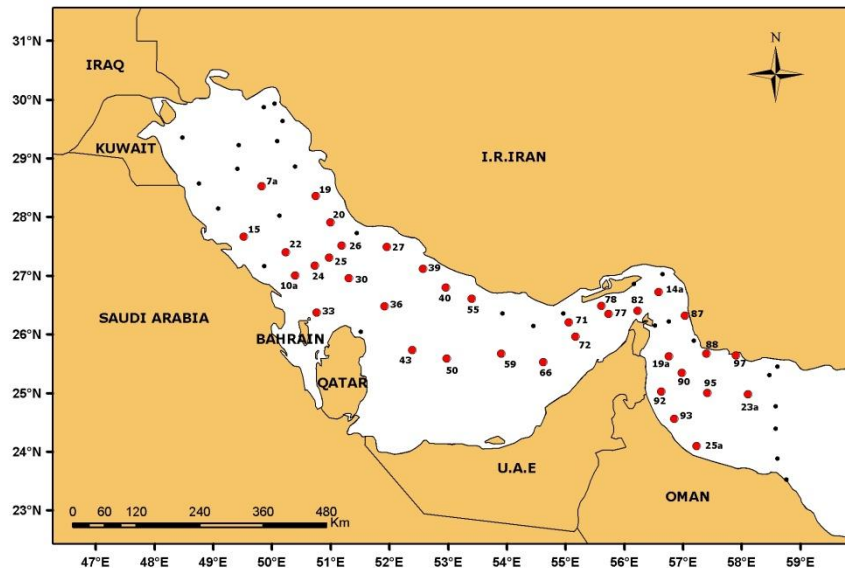 N
31°N
IRAQ
30°N
KUWAIT
29°N
I.R.IRAN
7a
19
28°N
20
15
22
26
27
25
27°N
24
39
10a
30
40
14a
SAUDI ARABIA
33
36
55
78
82
87
26°N
BAHRAIN
71
77
72
43
50
59
66
19a
88
97
QATAR
90
25°N
92
95
23a
93
24°N
25a
U.A.E
OMAN
23°N
0 60 120 240 360 480
Km
47°E 48°E 49°E 50°E 51°E 52°E 53°E 54°E 55°E 56°E 57°E 58°E 59°E